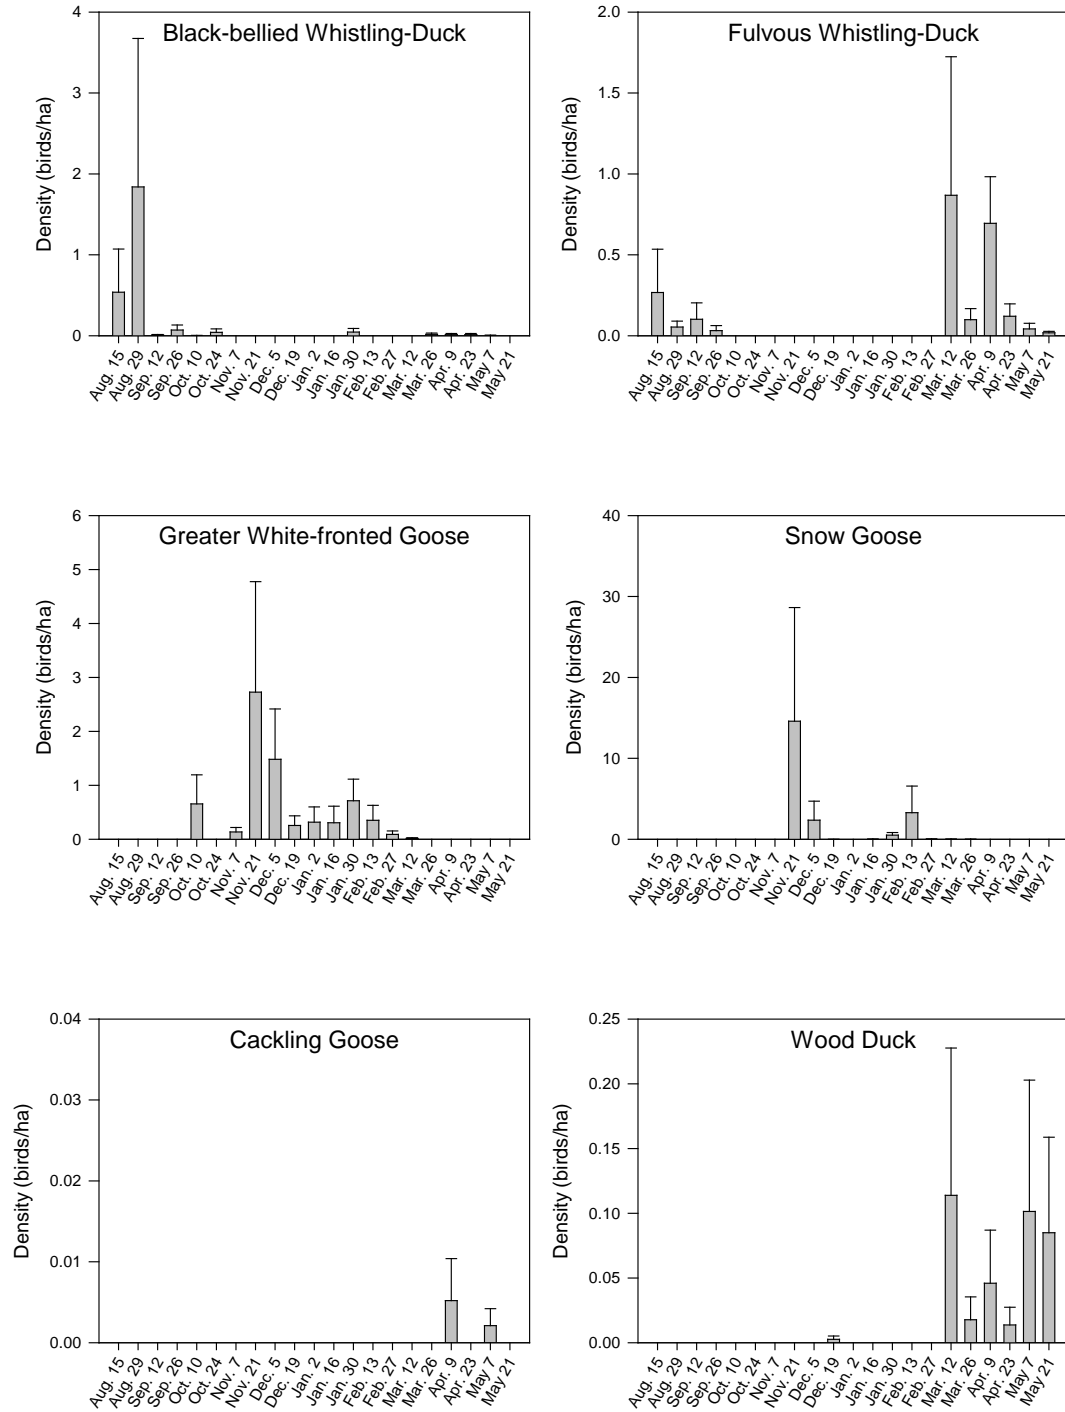 Black-bellied Whistling-Duck
Density (birds/ha)
4
3
2
1
0
Aug. 15
Aug. 29
Sep. 12
Sep. 26
Oct. 10
Oct. 24
Nov. 7
Nov. 21
Dec. 5
Dec. 19
Jan. 2
Jan. 16
Jan. 30
Feb. 13
Feb. 27
Mar. 12
Mar. 26
Apr. 9
Apr. 23
May 7
May 21
Fulvous Whistling-Duck
Density (birds/ha)
2.0
1.5
1.0
0.5
0.0
Aug. 15
Aug. 29
Sep. 12
Sep. 26
Oct. 10
Oct. 24
Nov. 7
Nov. 21
Dec. 5
Dec. 19
Jan. 2
Jan. 16
Jan. 30
Feb. 13
Feb. 27
Mar. 12
Mar. 26
Apr. 9
Apr. 23
May 7
May 21
Greater White-fronted Goose
Density (birds/ha)
6
5
4
3
2
1
0
Aug. 15
Aug. 29
Sep. 12
Sep. 26
Oct. 10
Oct. 24
Nov. 7
Nov. 21
Dec. 5
Dec. 19
Jan. 2
Jan. 16
Jan. 30
Feb. 13
Feb. 27
Mar. 12
Mar. 26
Apr. 9
Apr. 23
May 7
May 21
Snow Goose
Density (birds/ha)
40
30
20
10
0
Aug. 15
Aug. 29
Sep. 12
Sep. 26
Oct. 10
Oct. 24
Nov. 7
Nov. 21
Dec. 5
Dec. 19
Jan. 2
Jan. 16
Jan. 30
Feb. 13
Feb. 27
Mar. 12
Mar. 26
Apr. 9
Apr. 23
May 7
May 21
Cackling Goose
Density (birds/ha)
0.04
0.03
0.02
0.01
0.00
Aug. 15
Aug. 29
Sep. 12
Sep. 26
Oct. 10
Oct. 24
Nov. 7
Nov. 21
Dec. 5
Dec. 19
Jan. 2
Jan. 16
Jan. 30
Feb. 13
Feb. 27
Mar. 12
Mar. 26
Apr. 9
Apr. 23
May 7
May 21
Wood Duck
Density (birds/ha)
0.25
0.20
0.15
0.10
0.05
0.00
Aug. 15
Aug. 29
Sep. 12
Sep. 26
Oct. 10
Oct. 24
Nov. 7
Nov. 21
Dec. 5
Dec. 19
Jan. 2
Jan. 16
Jan. 30
Feb. 13
Feb. 27
Mar. 12
Mar. 26
Apr. 9
Apr. 23
May 7
May 21